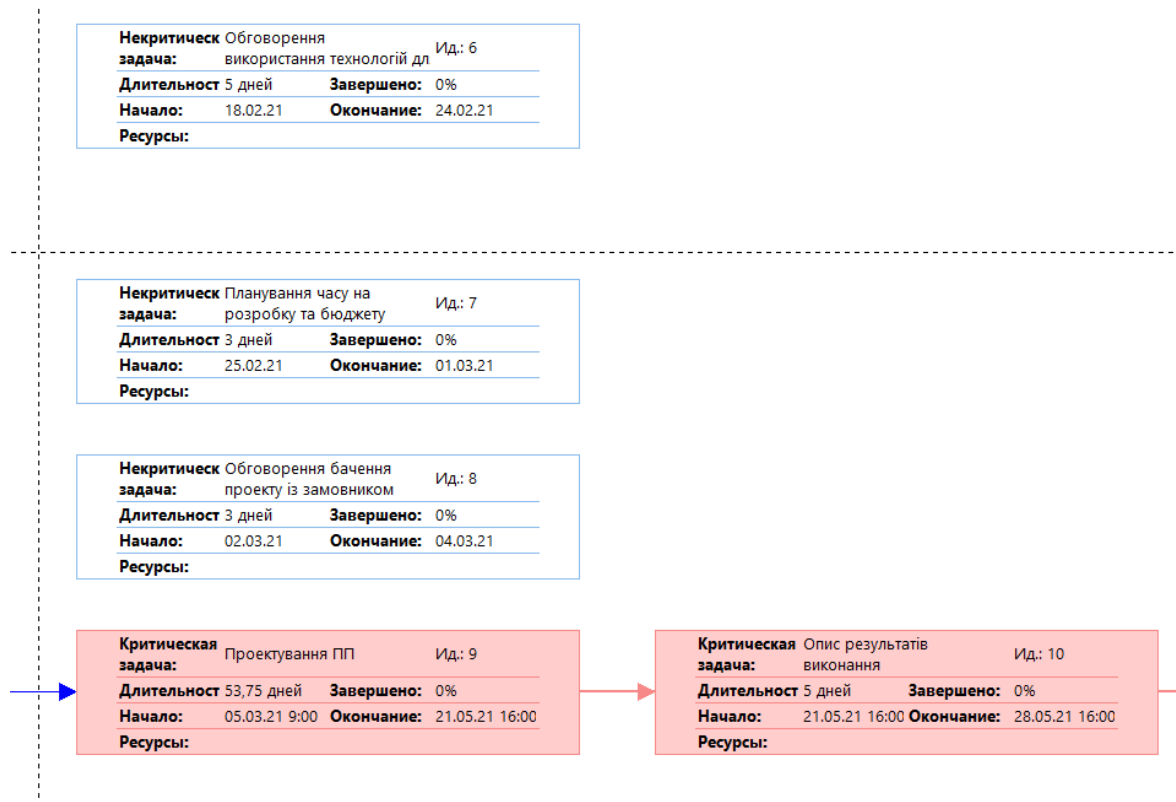 Некритическ Обговорення
задача: використання технологій дл Ид.: 6
Длительност 5 дней Завершено: 0%
Начало: 18.02.21 Окончание: 24.02.21
Ресурсы:
Некритическ Планування часу на
задача: розробку та бюджету Ид.: 7
Длительност 3 дней Завершено: 0%
Начало: 25.02.21 Окончание: 01.03.21
Ресурсы:
Некритическ Обговорення бачення
задача: проекту із замовником Ид.: 8
Длительност 3 дней Завершено: 0%
Начало: 02.03.21 Окончание: 04.03.21
Ресурсы:
Критическая
задача: Проектування ПП Ид.: 9
Длительност 53,75 дней Завершено: 0%
Начало: 05.03.21 9:00 Окончание: 21.05.21 16:00
Ресурсы:
Критическая Опис результатів
задача: виконання Ид.: 10
Длительност 5 дней Завершено: 0%
Начало: 21.05.21 16:00 Окончание: 28.05.21 16:00
Ресурсы: